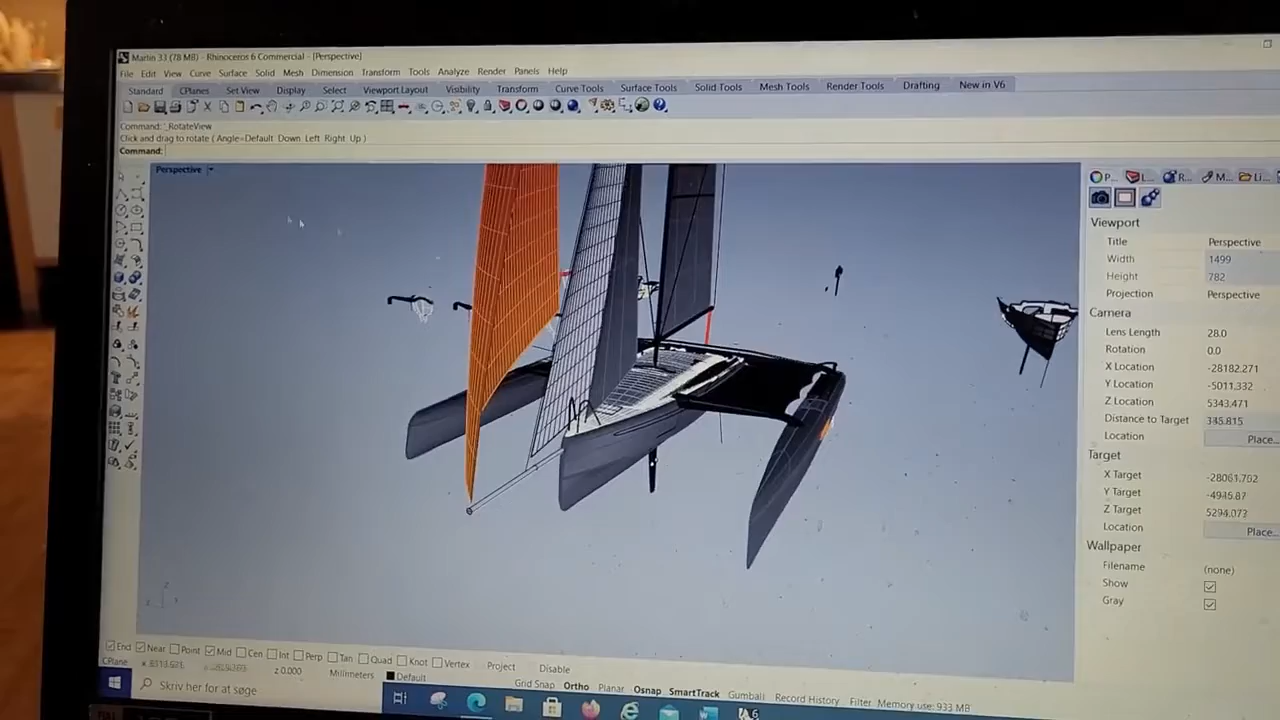 Martin 33 (78 MB) - Rhinoceros 6 Commercial - [Perspective]
File Edit View Curve Surface Solid Mesh Dimension Transform Tools Analyze Render Panels Help
Standard CPlanes Set View Display Select Viewport Layout Visibility Transform Curve Tools Surface Tools Solid Tools Mesh Tools Render Tools Drafting New in V6
Command: '_RotateView
Click and drag to rotate ( Angle=Default Down Left Right Up )
Command:
Perspective
P... L... R... M... Li...
Viewport
Title Perspective
Width 1499
Height 782
Projection Perspective
Camera
Lens Length 28.0
Rotation 0.0
X Location -28182.271
Y Location -5011.332
Z Location 5343.471
Distance to Target 345.815
Location Place...
Target
X Target -28061.702
Y Target -4945.87
Z Target 5294.073
Location Place...
Wallpaper
Filename (none)
Show
Gray
End Near Point Mid Cen Int Perp Tan Quad Knot Vertex Project Disable
CPlane z 0.000 Millimeters Default Grid Snap Ortho Planar Osnap SmartTrack Gumball Record History Filter Memory use: 933 MB
Skriv her for at søge